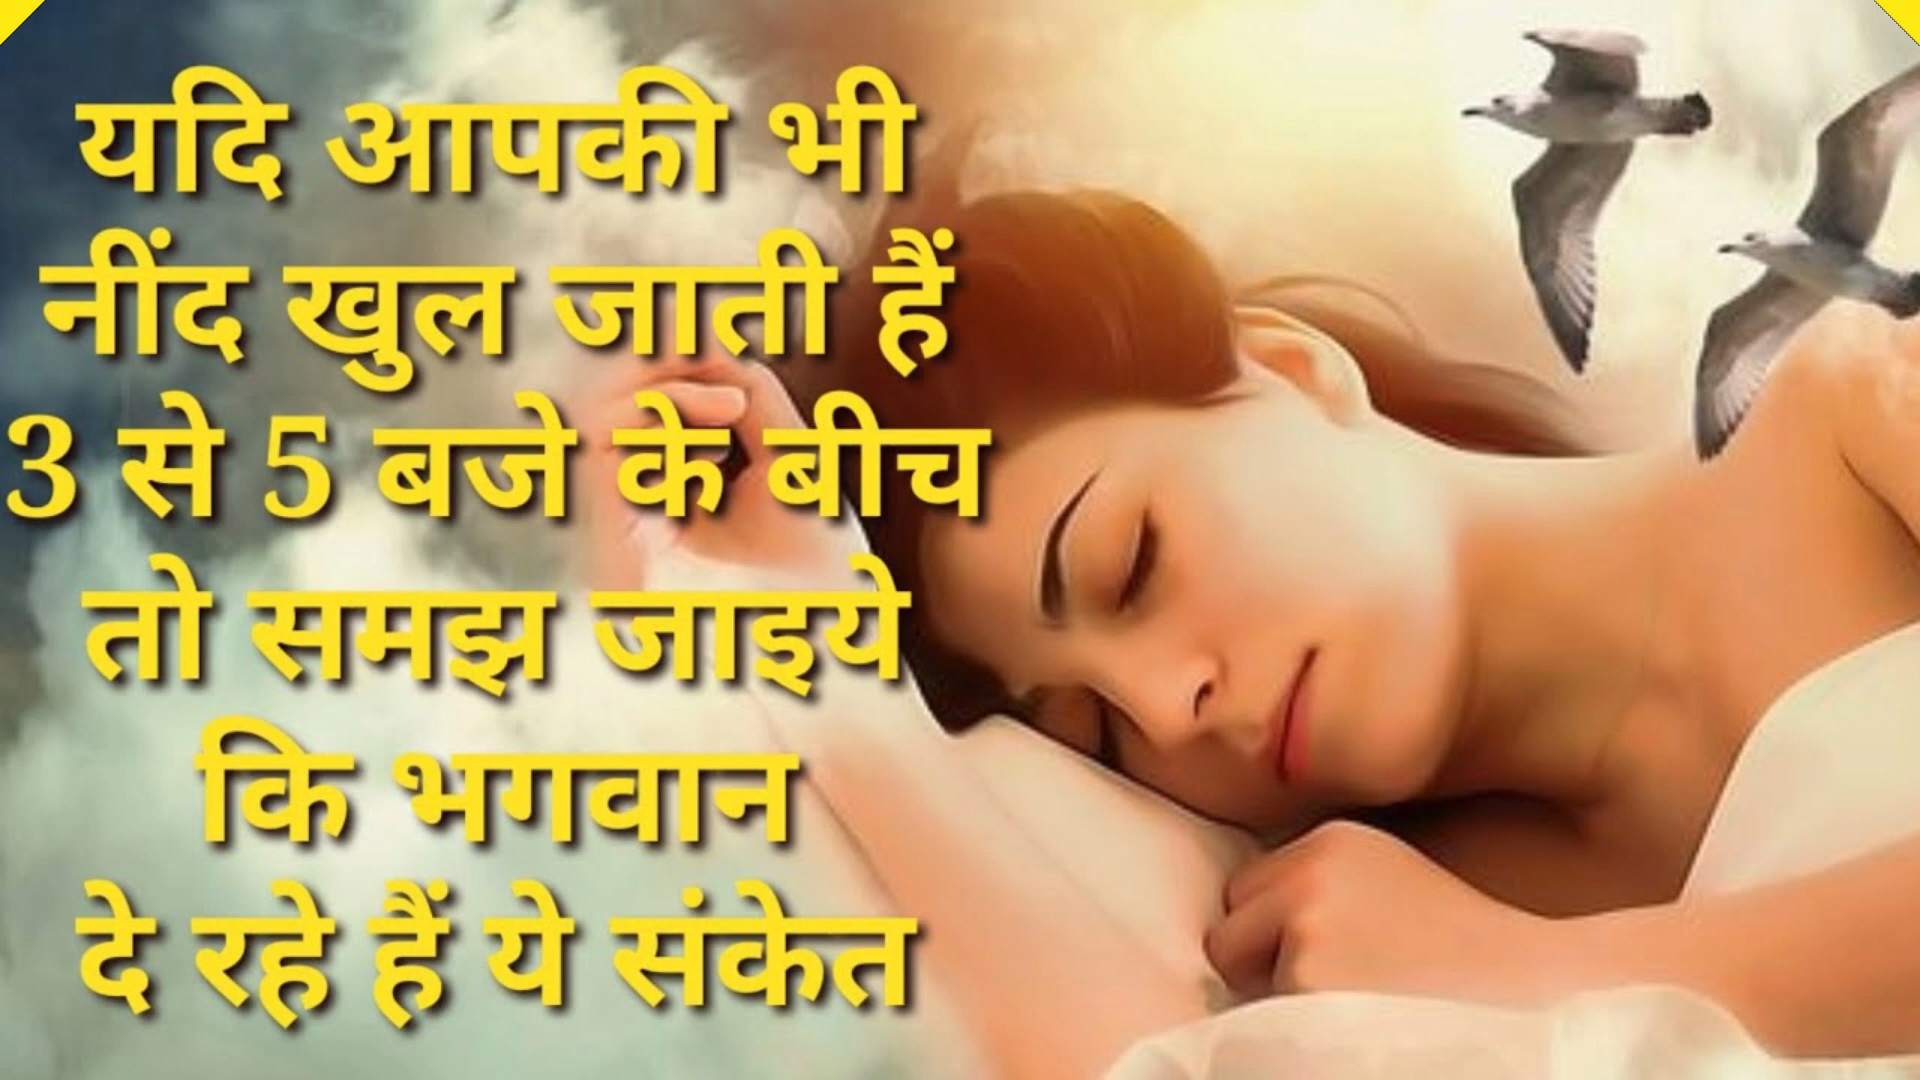 यदि आपकी भी
नींद खुल जाती हैं
3 से 5 बजे के बीच
तो समझ जाइये
कि भगवान
दे रहे हैं ये संकेत